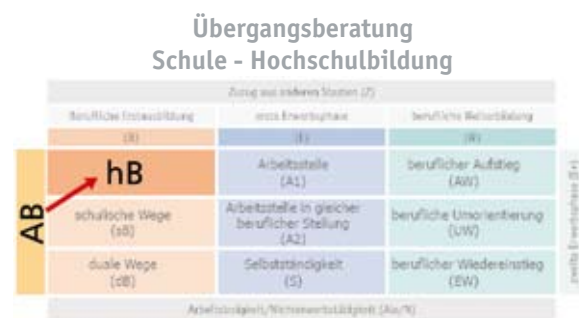 Übergangsberatung
Schule - Hochschulbildung
Zuzug aus anderen Staaten (Z)
Berufliche Erstausbildung
erste Erwerbsphase
berufliche Weiterbildung
(B)
(E)
(W)
AB
hB
Arbeitsstelle
(A1)
beruflicher Aufstieg
(AW)
schulische Wege
(sB)
Arbeitsstelle in gleicher
beruflicher Stellung
(A2)
berufliche Umorientierung
(UW)
duale Wege
(dB)
Selbstständigkeit
(S)
beruflicher Wiedereinstieg
(EW)
zweite Erwerbsphase (E+)
Arbeitslosigkeit/Nichterwerbstätigkeit